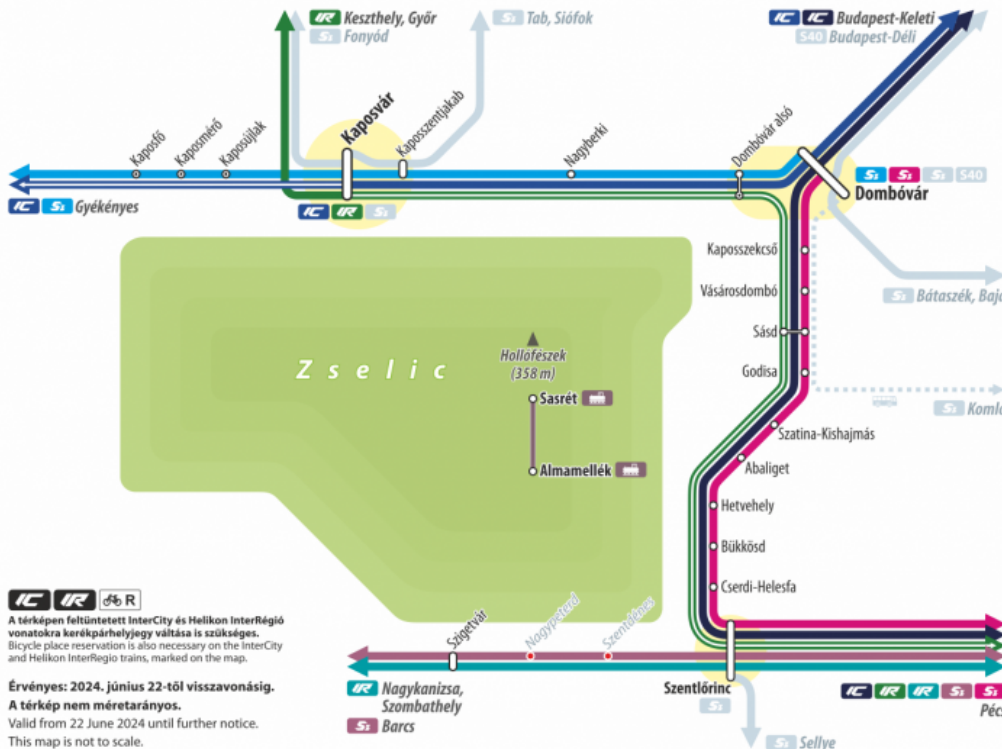 iR Keszthely, Győr
S Fonyód
S Tab, Siófok
IC IC Budapest-Keleti
S40 Budapest-Déli
Kaposfő
Kaposmérő
Kaposújlak
Kaposvár
Kaposszentjakab
Nagyberki
Dombóvár alsó
IC S Gyékényes
IC iR S
S S S S40
Dombóvár
Kaposszekcső
Vásárosdombó
S Bátaszék, Baja
Sásd
Godisa
S Komló
Zselic
Hollófészek
(358 m)
Sasrét
Almamellék
Szatina-Kishajmás
Abaliget
Hetvehely
Bükkösd
Cserdi-Helesfa
IC iR R
A térképen feltüntetett InterCity és Helikon InterRégió
vonatokra kerékpárhelyjegy váltása is szükséges.
Bicycle place reservation is also necessary on the InterCity
and Helikon InterRegio trains, marked on the map.
Érvényes: 2024. június 22-től visszavonásig.
A térkép nem méretarányos.
Valid from 22 June 2024 until further notice.
This map is not to scale.
Szigetvár
Nagypeterd
Szentdénes
Szentlőrinc
S
iR Nagykanizsa,
Szombathely
S Barcs
IC iR iR S S
Pécs
S Sellye